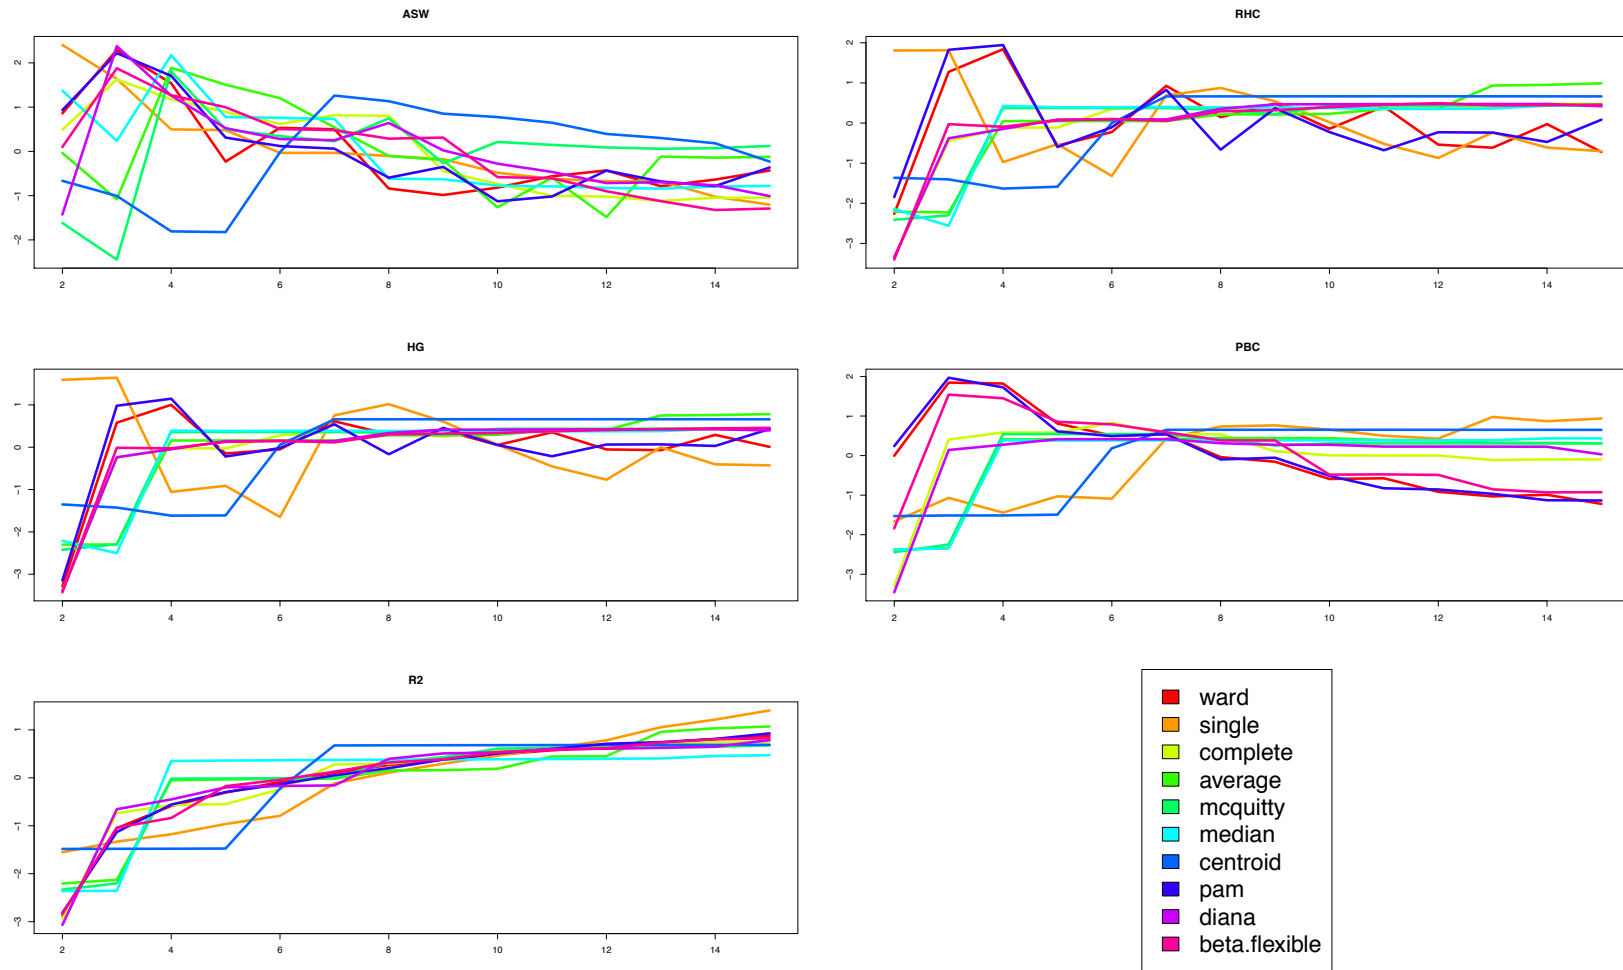 ASW
2
1
0
−1
−2
2 4 6 8 10 12 14
RHC
2
1
0
−1
−2
−3
2 4 6 8 10 12 14
HG
1
0
−1
−2
−3
2 4 6 8 10 12 14
PBC
2
1
0
−1
−2
−3
2 4 6 8 10 12 14
R2
1
0
−1
−2
−3
2 4 6 8 10 12 14
ward
single
complete
average
mcquitty
median
centroid
pam
diana
beta.flexible